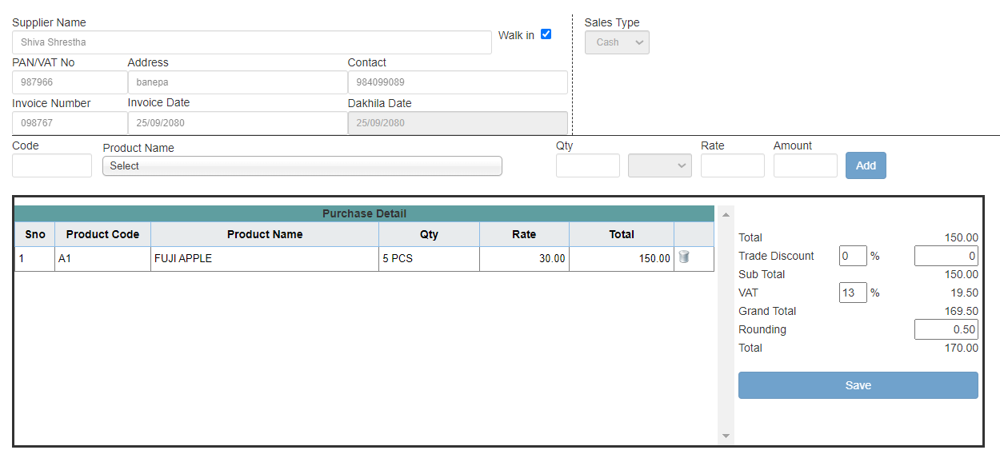 Supplier Name
Sales Type
Shiva Shrestha
Walk in
Cash
PAN/VAT No Address Contact
987966 banepa 984099089
Invoice Number Invoice Date Dakhila Date
098767 25/09/2080 25/09/2080
Code Product Name Qty Rate Amount
Select
Add
Purchase Detail
Sno Product Code Product Name Qty Rate Total
1 A1 FUJI APPLE 5 PCS 30.00 150.00
Total 150.00
Trade Discount 0 % 0
Sub Total 150.00
VAT 13 % 19.50
Grand Total 169.50
Rounding 0.50
Total 170.00
Save